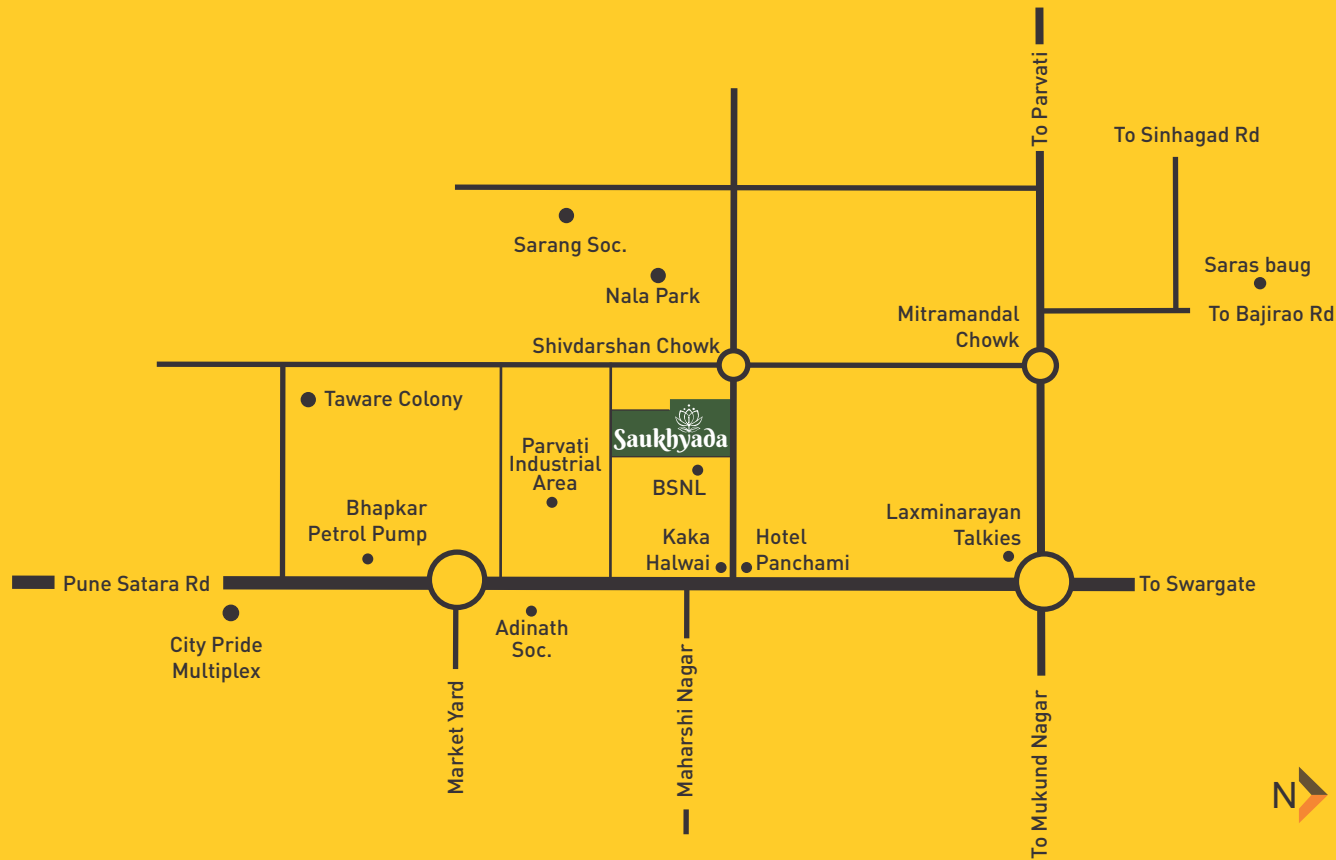 To Parvati
To Sinhagad Rd
Sarang Soc.
Saras baug
Nala Park
To Bajirao Rd
Mitramandal
Chowk
Shivdarshan Chowk
Taware Colony
Saukhyada
Parvati
Industrial
Area
BSNL
Bhapkar
Petrol Pump
Laxminarayan
Talkies
Kaka
Halwai
Hotel
Panchami
Pune Satara Rd
To Swargate
City Pride
Multiplex
Adinath
Soc.
Market Yard
Maharshi Nagar
To Mukund Nagar
N